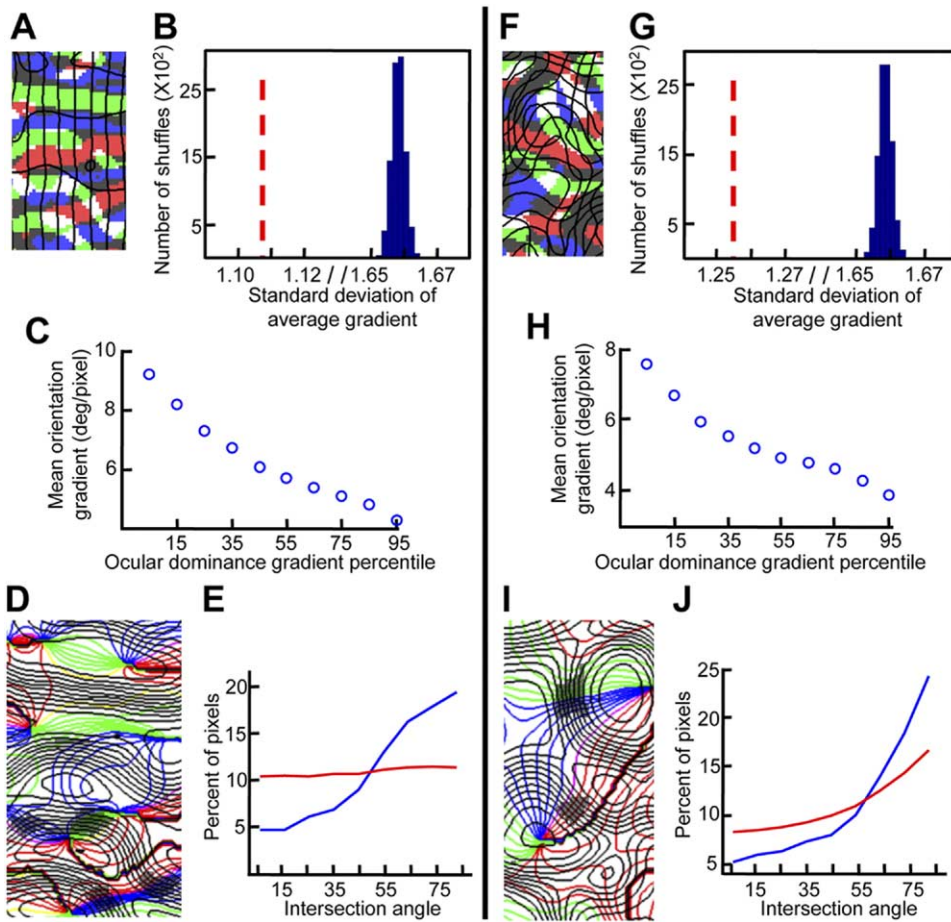 A
B
Number of shuffles (X10²)
25
15
5
1.10
1.12 // 1.65
1.67
Standard deviation of
average gradient
C
Mean orientation
gradient (deg/pixel)
10
8
6
15
35
55
75
95
Ocular dominance gradient percentile
D
E
Percent of pixels
20
15
10
5
15
35
55
75
Intersection angle
F
G
Number of shuffles (X10²)
25
15
5
1.25
1.27 // 1.65
1.67
Standard deviation of
average gradient
H
Mean orientation
gradient (deg/pixel)
8
6
4
15
35
55
75
95
Ocular dominance gradient percentile
I
J
Percent of pixels
25
20
15
10
5
15
35
55
75
Intersection angle